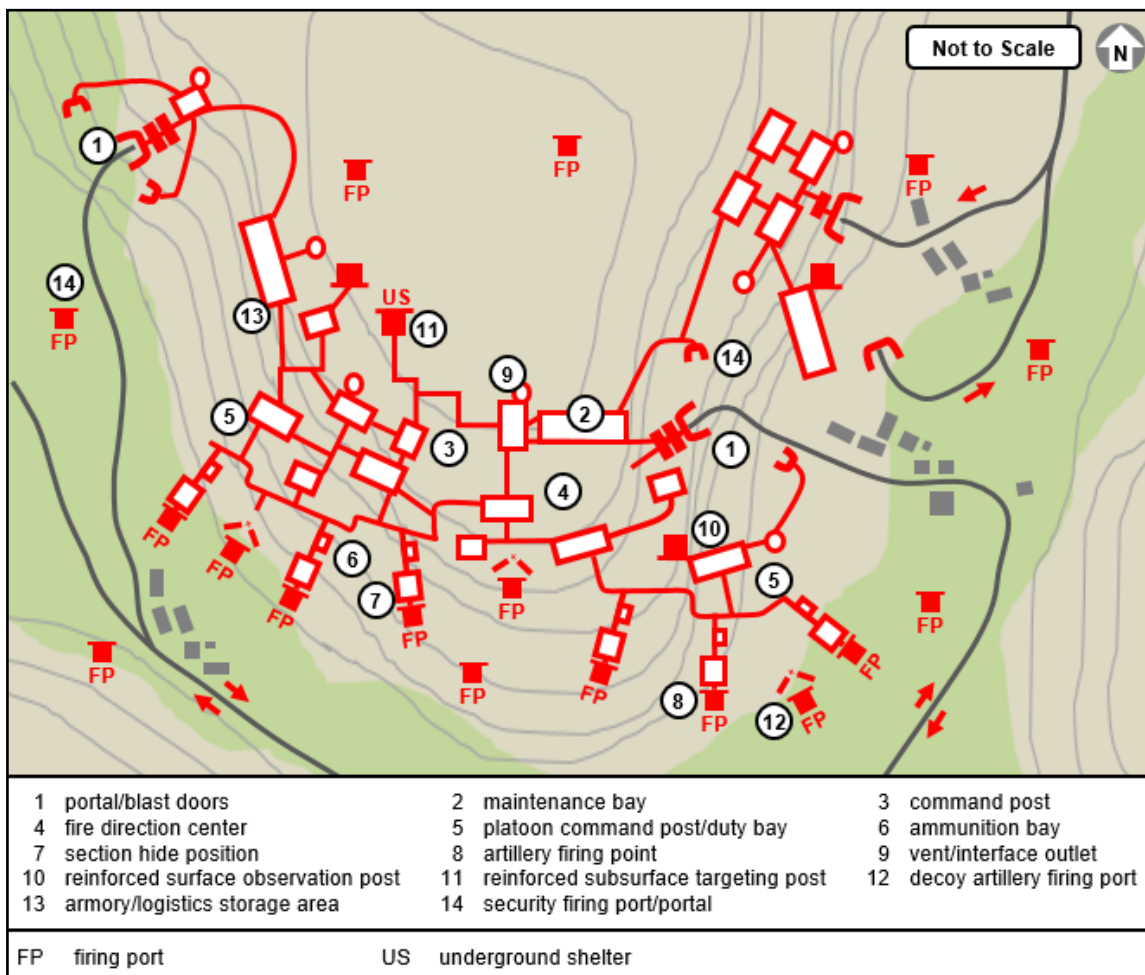 Not to Scale
N
1
FP
FP
FP
14
FP
US
13
11
9
14
FP
5
2
3
1
4
10
FP
6
5
FP
7
FP
FP
FP
FP
FP
FP
FP
FP
FP
8
FP
12
FP
1 portal/blast doors 2 maintenance bay 3 command post
4 fire direction center 5 platoon command post/duty bay 6 ammunition bay
7 section hide position 8 artillery firing point 9 vent/interface outlet
10 reinforced surface observation post 11 reinforced subsurface targeting post 12 decoy artillery firing port
13 armory/logistics storage area 14 security firing port/portal
FP firing port US underground shelter